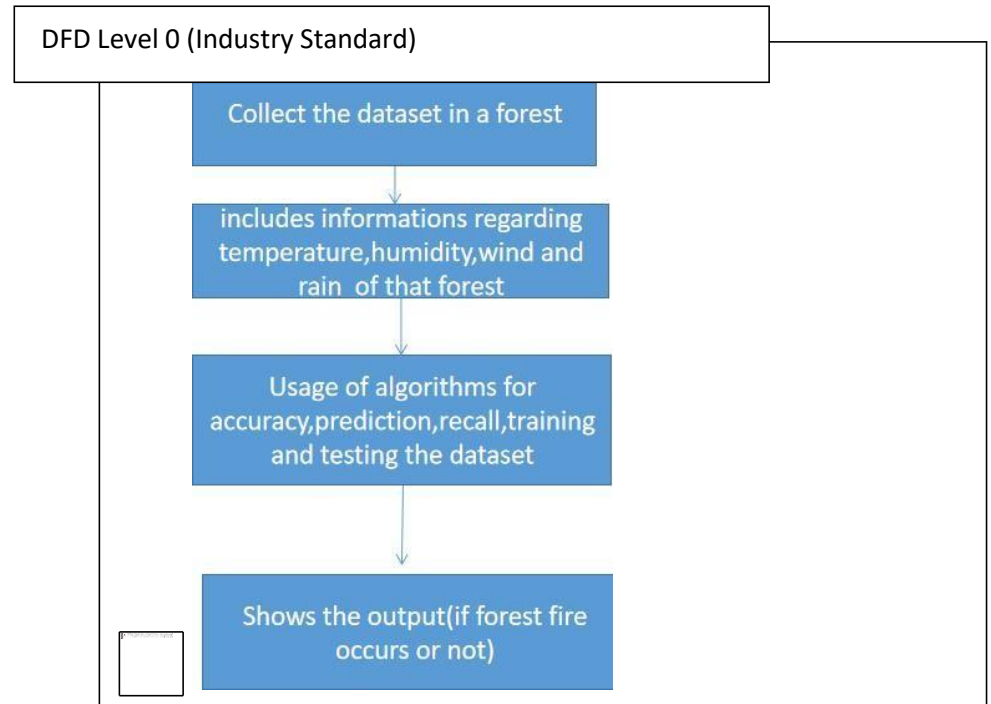 DFD Level 0 (Industry Standard)
Collect the dataset in a forest
includes informations regarding
temperature,humidity,wind and
rain of that forest
Usage of algorithms for
accuracy,prediction,recall,training
and testing the dataset
Shows the output(if forest fire
occurs or not)